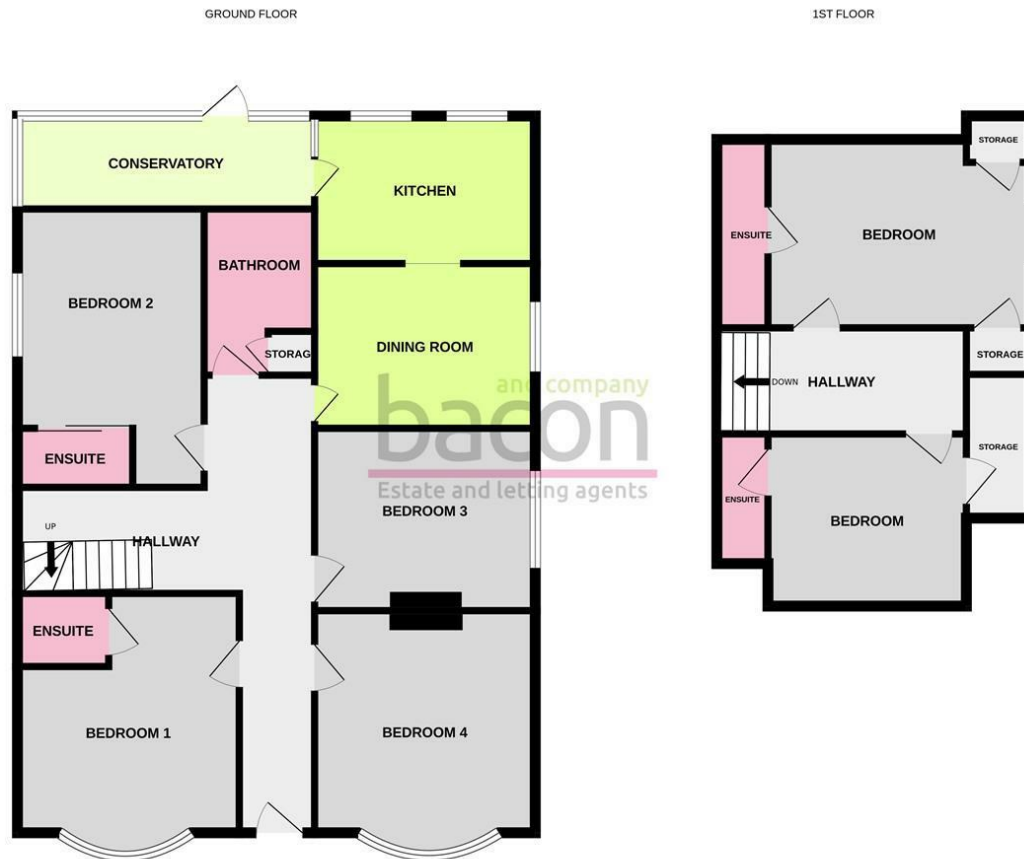 GROUND FLOOR
1ST FLOOR
CONSERVATORY
KITCHEN
BATHROOM
BEDROOM 2
STORAG
DINING ROOM
ENSUITE
UP
HALLWAY
BEDROOM 3
ENSUITE
BEDROOM 1
BEDROOM 4
and company
bacon
Estate and letting agents
STORAGE
ENSUITE
BEDROOM
STORAGE
DOWN
HALLWAY
STORAGE
ENSUITE
BEDROOM